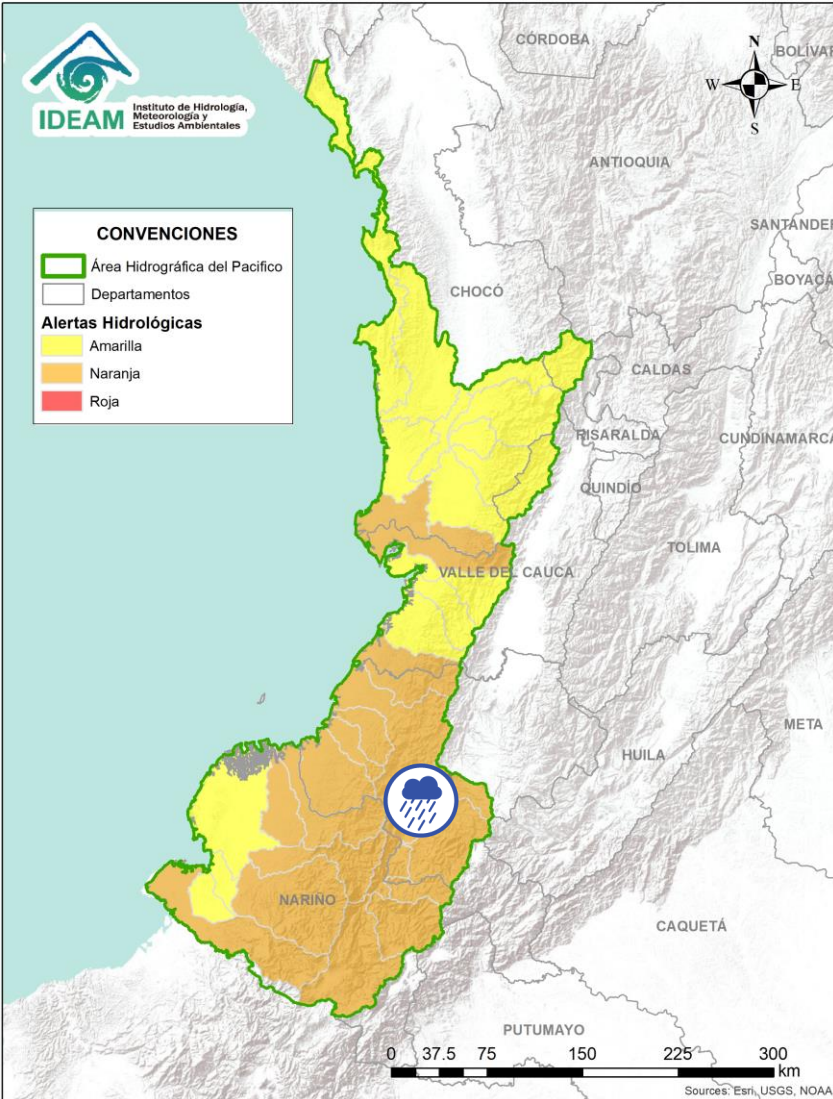 IDEAM
Instituto de Hidrología,
Meteorología y
Estudios Ambientales
CÓRDOBA
BOLÍVAR
N
W
E
S
ANTIOQUIA
SANTANDER
CONVENCIONES
Área Hidrográfica del Pacifico
Departamentos
Alertas Hidrológicas
Amarilla
Naranja
Roja
BOYACÁ
CHOCÓ
CALDAS
RISARALDA
CUNDINAMARCA
QUINDÍO
TOLIMA
VALLE DEL CAUCA
META
HUILA
NARIÑO
CAQUETÁ
PUTUMAYO
0 37.5 75 150 225 300
km
Sources: Esri, USGS, NOAA